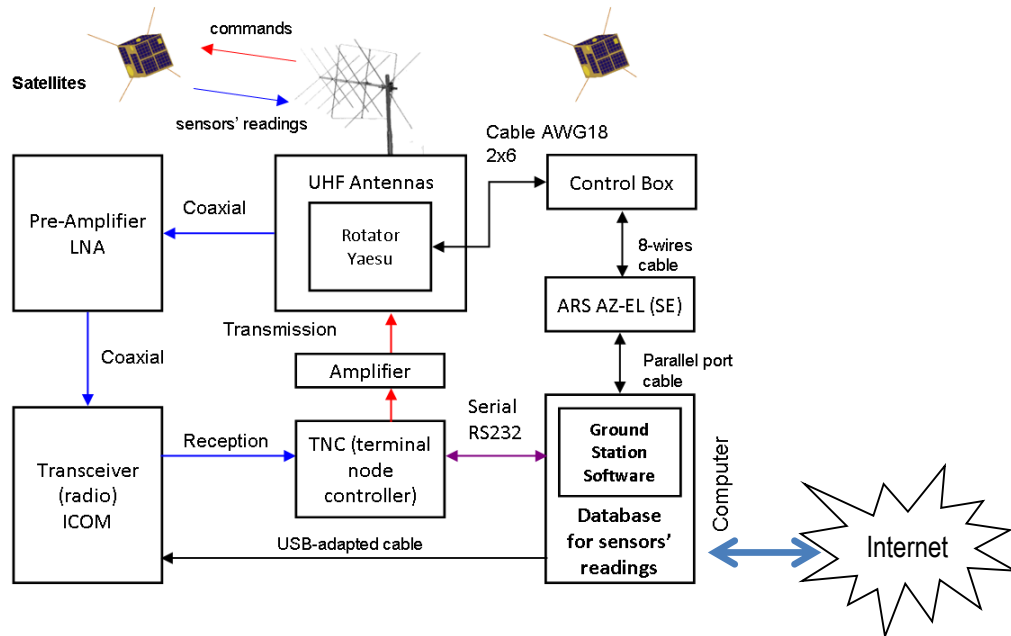 commands
Satellites
sensors' readings
Cable AWG18
2x6
UHF Antennas
Control Box
Coaxial
Pre-Amplifier
LNA
Rotator
Yaesu
8-wires
cable
ARS AZ-EL (SE)
Transmission
Coaxial
Amplifier
Parallel port
cable
Serial
RS232
Ground
Station
Software
Reception
TNC (terminal
node
controller)
Transceiver
(radio)
ICOM
Computer
Database
for sensors'
readings
USB-adapted cable
Internet